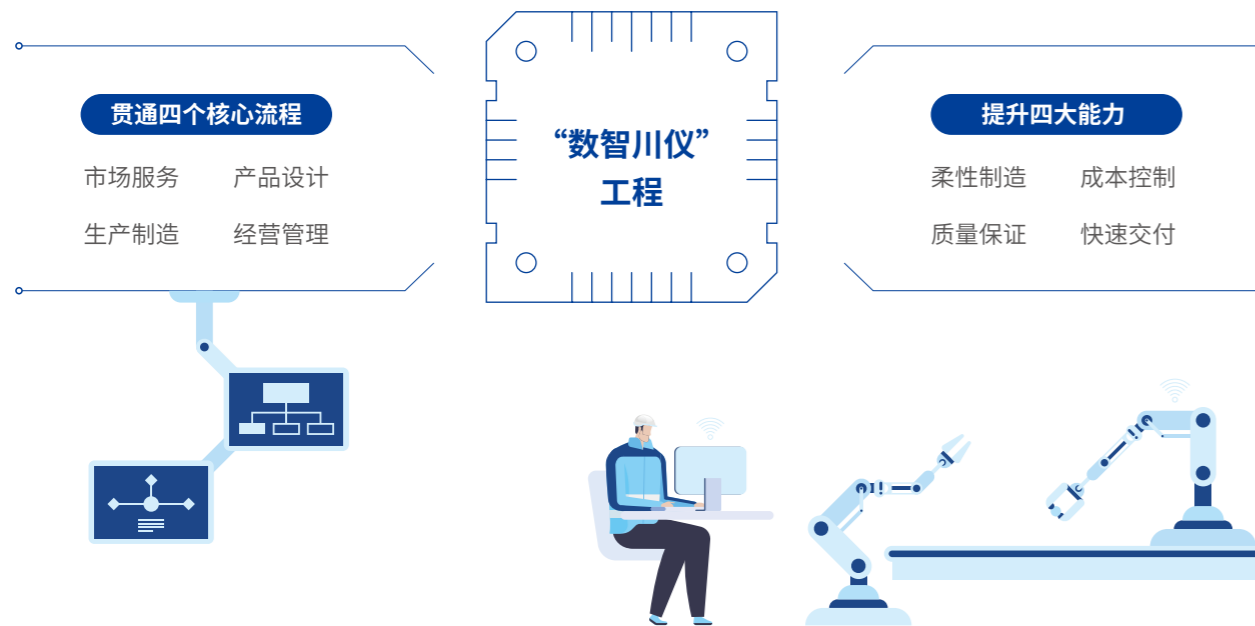 贯通四个核心流程
市场服务 产品设计
生产制造 经营管理
“数智川仪”
工程
提升四大能力
柔性制造 成本控制
质量保证 快速交付